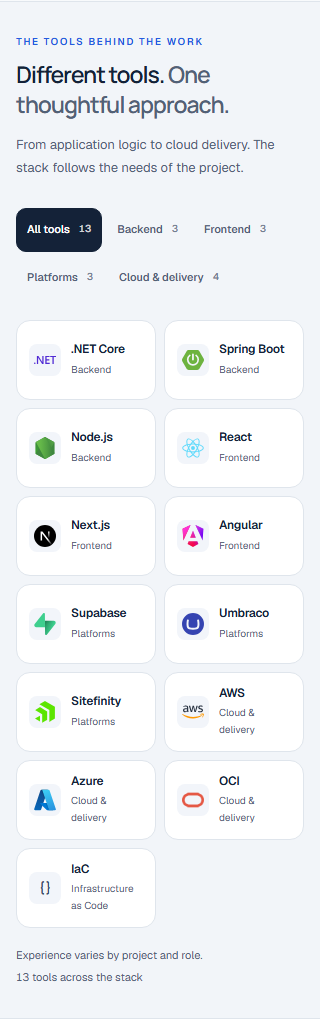 THE TOOLS BEHIND THE WORK
Different tools. One
thoughtful approach.
From application logic to cloud delivery. The
stack follows the needs of the project.
All tools 13
Backend 3
Frontend 3
Platforms 3
Cloud & delivery 4
.NET
.NET Core
Backend
Spring Boot
Backend
Node.js
Backend
React
Frontend
N
Next.js
Frontend
A
Angular
Frontend
Supabase
Platforms
Umbraco
Platforms
Sitefinity
Platforms
aws
AWS
Cloud &
delivery
Azure
Cloud &
delivery
OCI
Cloud &
delivery
{}
IaC
Infrastructure
as Code
Experience varies by project and role.
13 tools across the stack